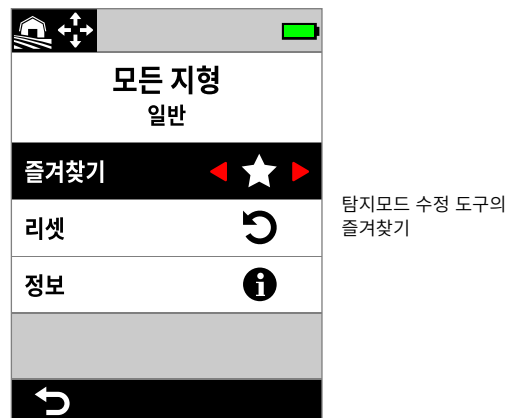 모든 지형
일반
즐겨찾기
리셋
정보
탐지모드 수정 도구의
즐겨찾기